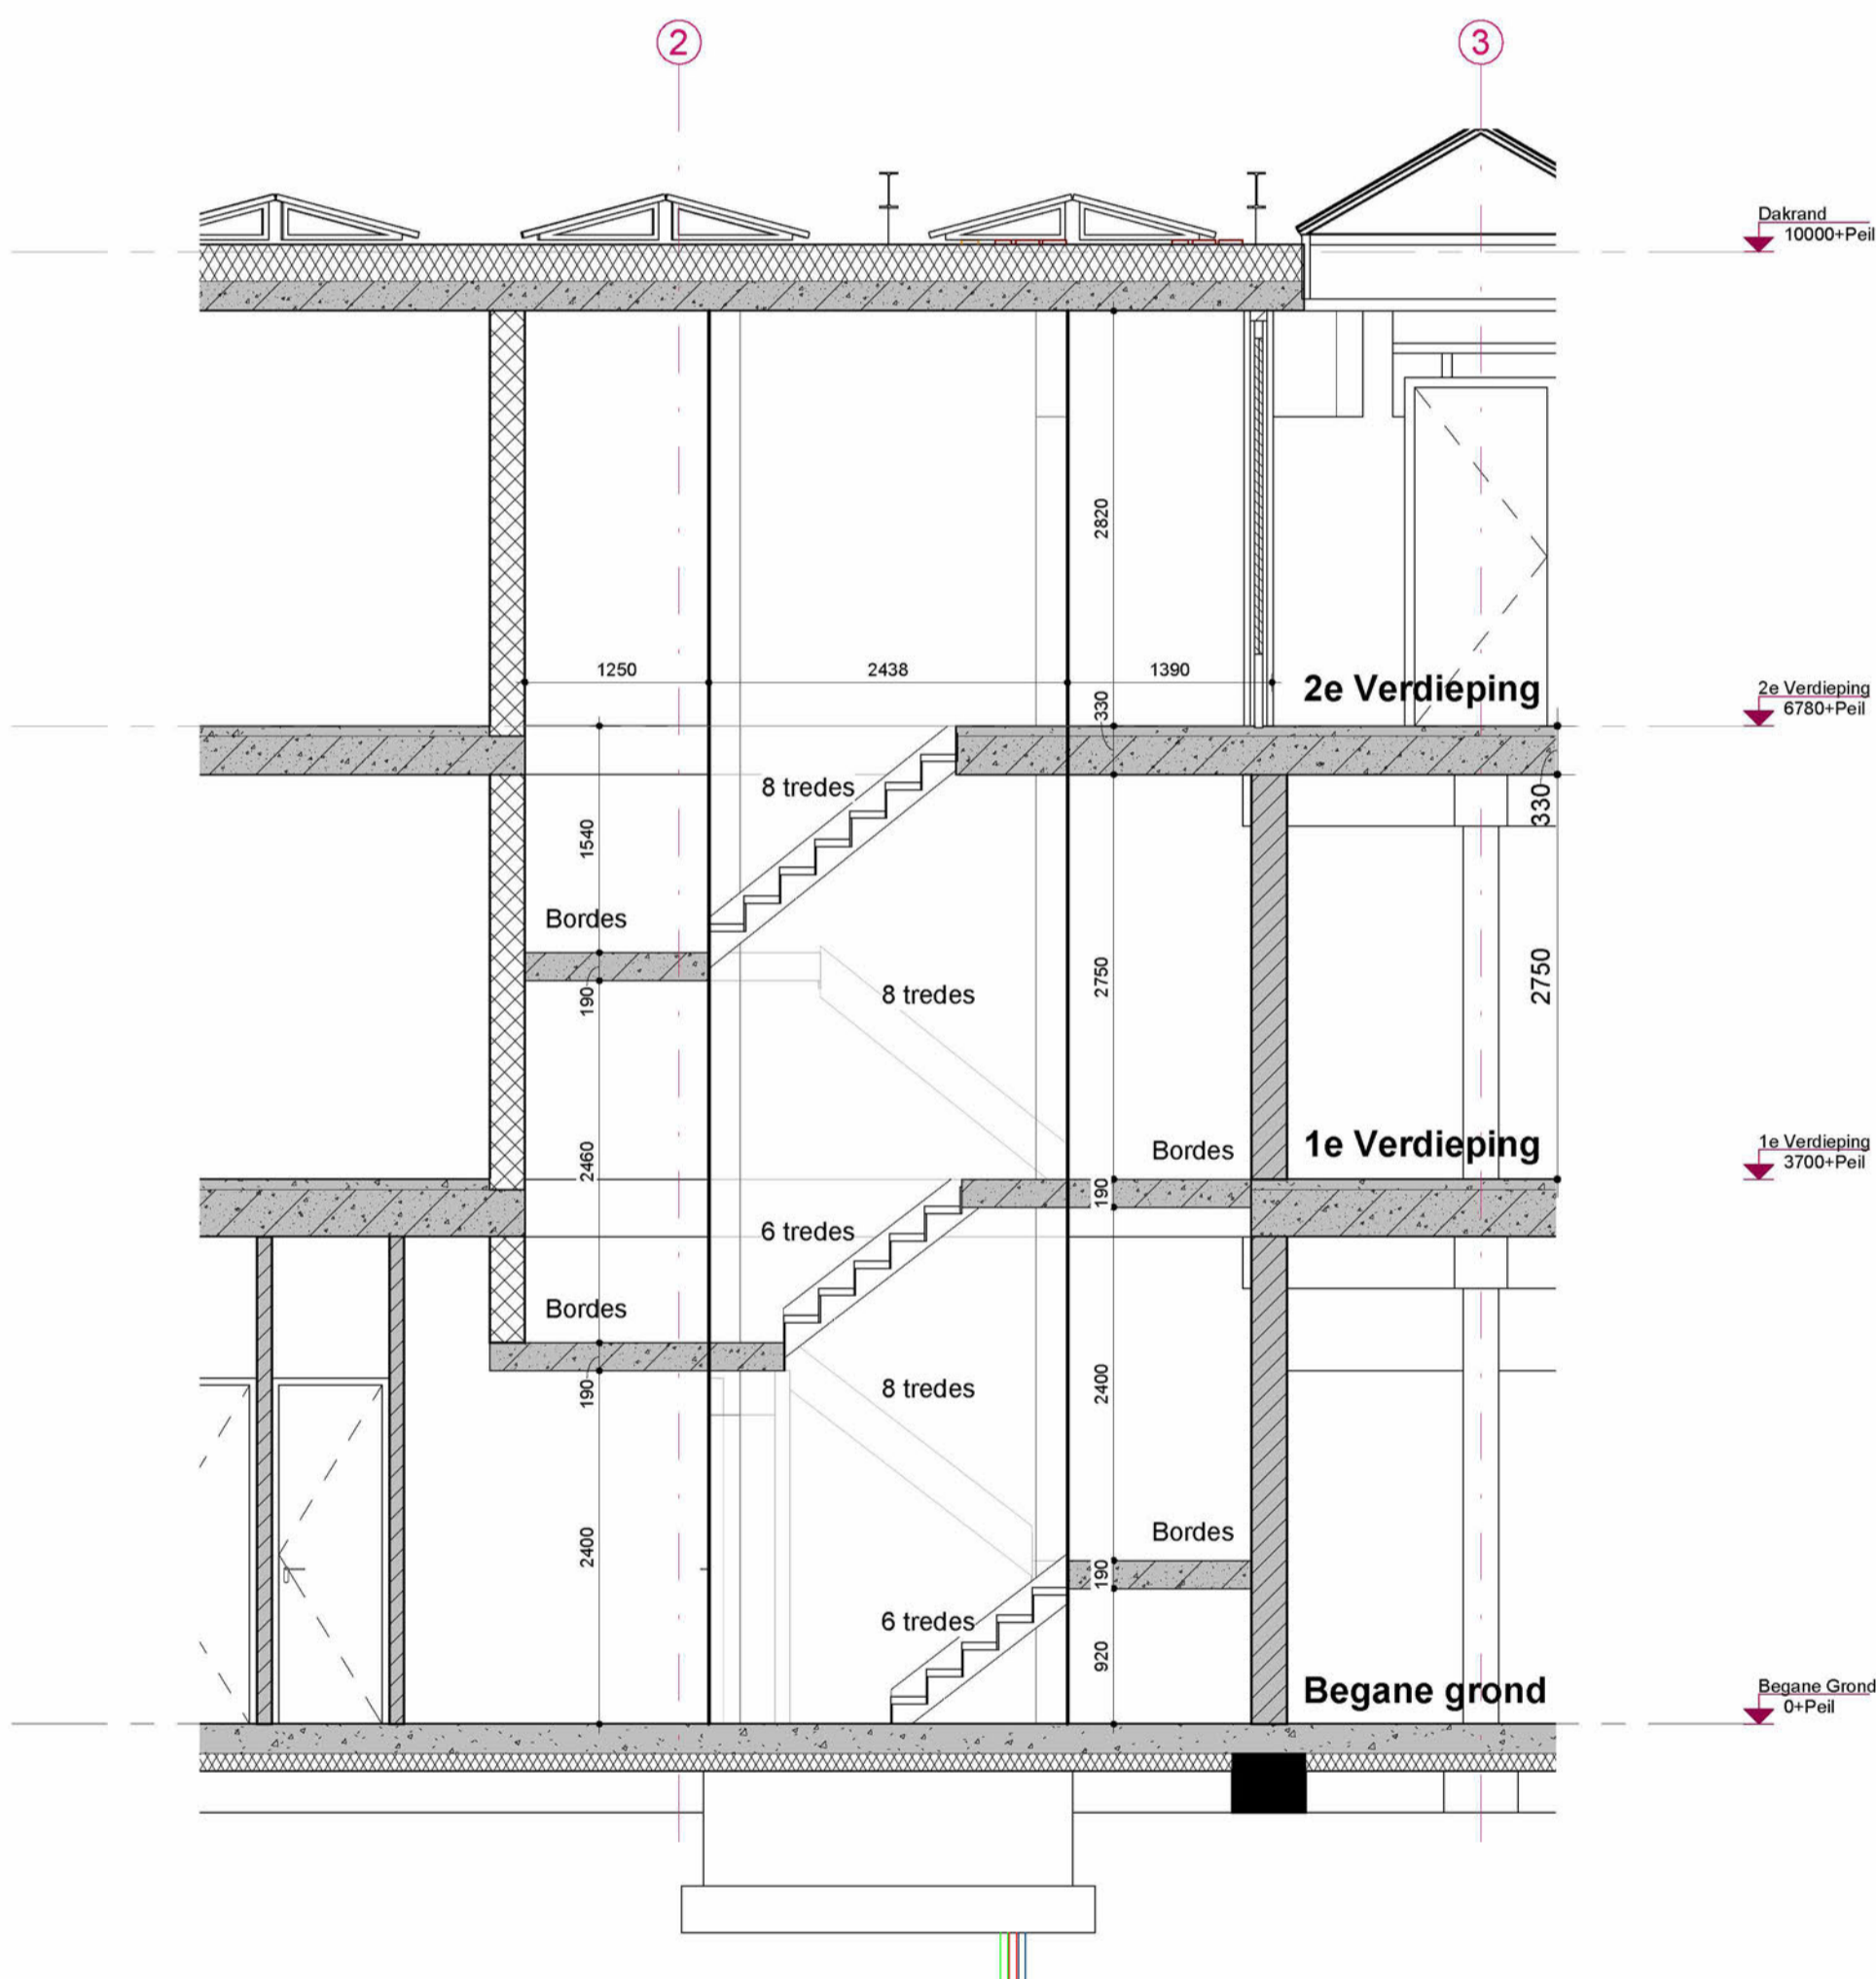 2
3
Dakrand
10000+Peil
2820
1250
2438
1390
330
2e Verdieping
2e Verdieping
6780+Peil
8 tredes
1540
330
Bordes
190
8 tredes
2750
2750
2460
Bordes
1e Verdieping
1e Verdieping
3700+Peil
190
6 tredes
Bordes
190
8 tredes
2400
2400
Bordes
190
6 tredes
920
Begane grond
Begane Grond
0+Peil